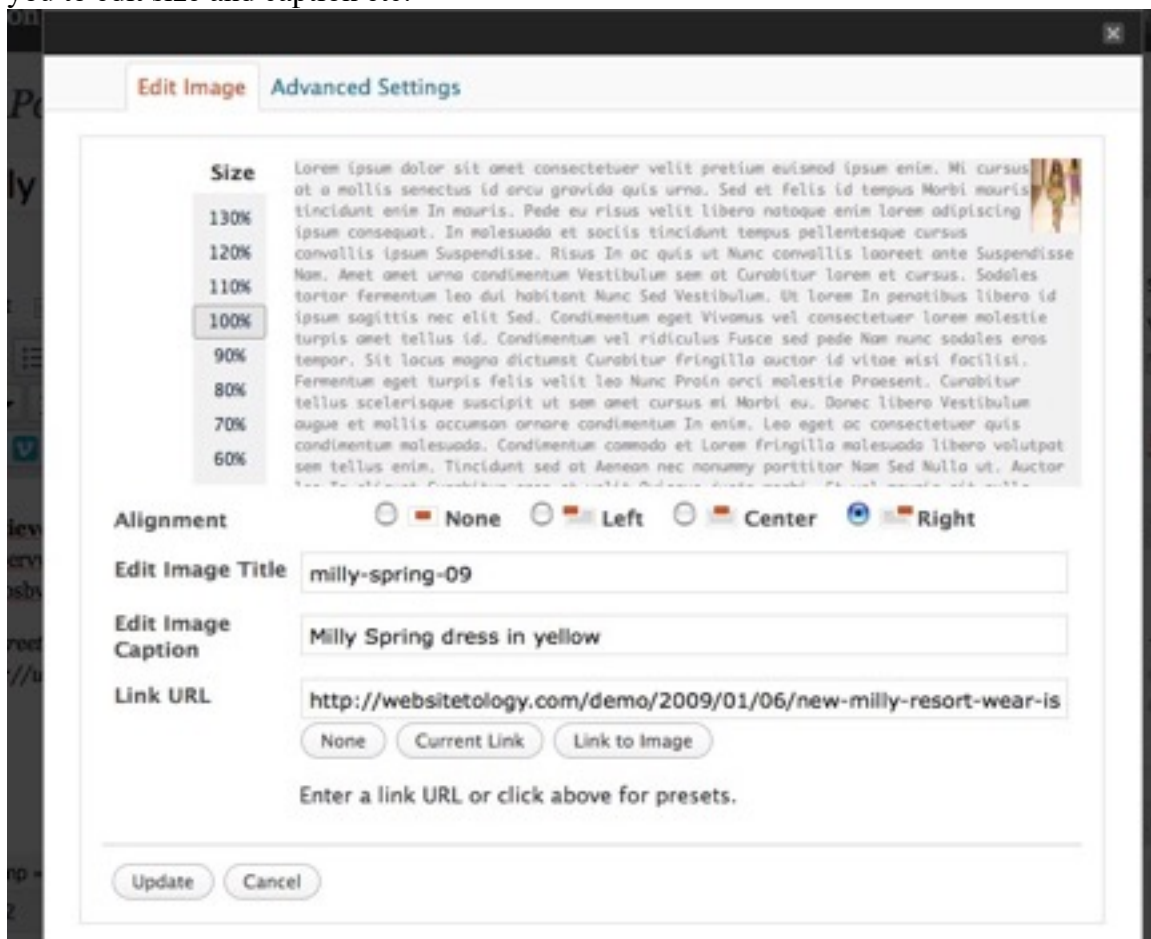 you to edit size and caption etc.
Edit Image Advanced Settings
Size
130%
120%
110%
100%
90%
80%
70%
60%
Lorem ipsum dolor sit amet consectetuer velit pretium euismod ipsum enim. Mi cursus
at a mollis senectus id arcu gravida quis urna. Sed et felis id tempus Morbi mauris
tincidunt enim In mauris. Pede eu risus velit libero natoque enim lorem adipiscing
ipsum consequat. In malesuada et sociis tincidunt tempus pellentesque cursus
convallis ipsum Suspendisse. Risus In ac quis ut Nunc convallis laoreet ante Suspendisse
Nam. Amet amet urna condimentum Vestibulum sem at Curabitur lorem et cursus. Sodales
tortor fermentum leo dui habitant Nunc Sed Vestibulum. Ut lorem In penatibus libero id
ipsum sagittis nec elit Sed. Condimentum eget Vivamus vel consectetuer lorem molestie
turpis amet tellus id. Condimentum vel ridiculus Fusce sed pede Nam nunc sodales eros
tempor. Sit lacus magna dictumst Curabitur fringilla auctor id vitae wisi facilisi.
Fermentum eget turpis felis velit leo Nunc Proin orci molestie Praesent. Curabitur
tellus scelerisque suscipit ut sem amet cursus mi Morbi eu. Donec libero Vestibulum
augue et mollis accumsan ornare condimentum In enim. Leo eget ac consectetuer quis
condimentum malesuada. Condimentum commodo et Lorem fringilla malesuada libero volutpat
sem tellus enim. Tincidunt sed at Aenean nec nonummy porttitor Nam Sed Nulla ut. Auctor
Alignment None Left Center Right
Edit Image Title milly-spring-09
Edit Image
Caption
Milly Spring dress in yellow
Link URL http://websitetology.com/demo/2009/01/06/new-milly-resort-wear-is
None Current Link Link to Image
Enter a link URL or click above for presets.
Update Cancel